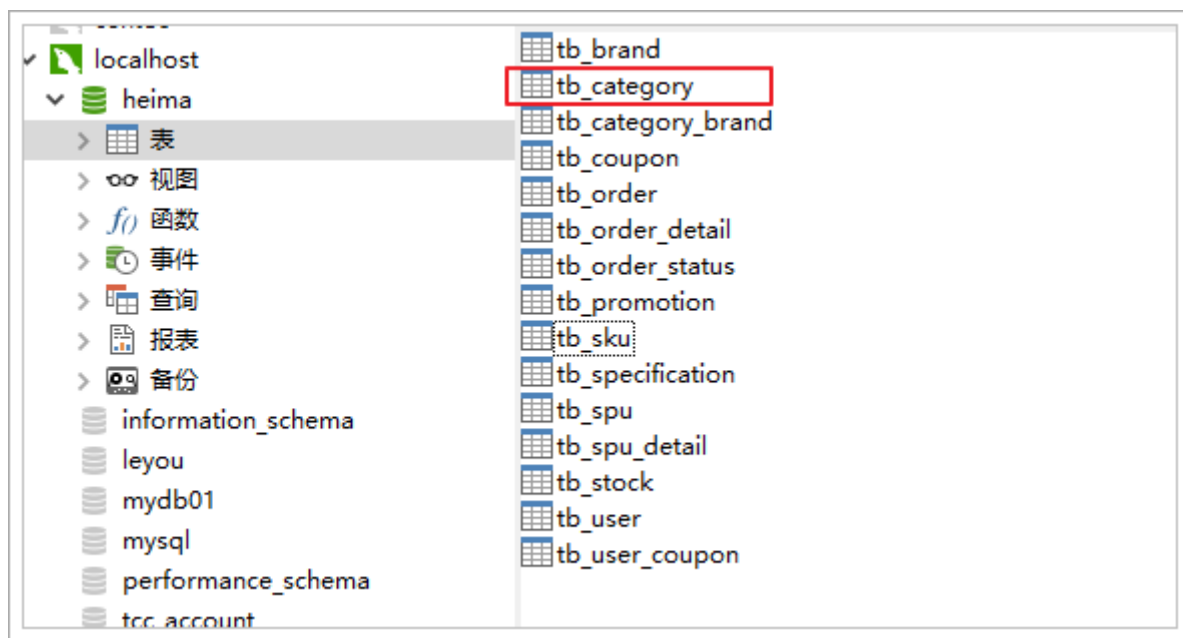 localhost
heima
表
视图
f() 函数
事件
查询
报表
备份
information_schema
leyou
mydb01
mysql
performance_schema
tcc_account
tb_brand
tb_category
tb_category_brand
tb_coupon
tb_order
tb_order_detail
tb_order_status
tb_promotion
tb_sku
tb_specification
tb_spu
tb_spu_detail
tb_stock
tb_user
tb_user_coupon